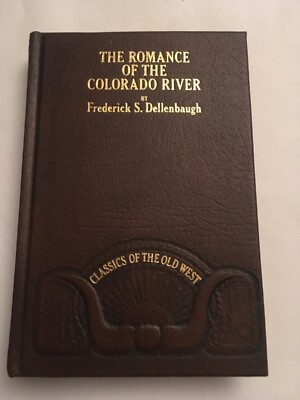 THE ROMANCE
OF THE
COLORADO RIVER
BY
Frederick S. Dellenbaugh
CLASSICS OF THE OLD WEST